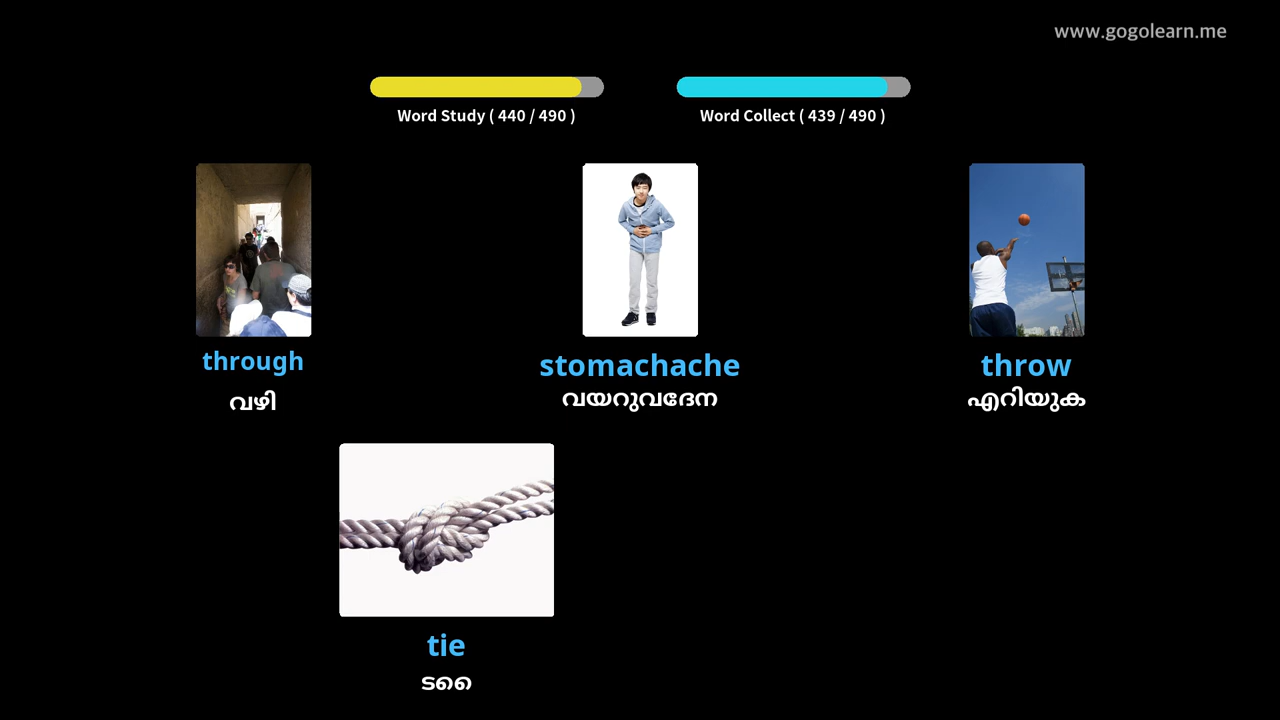 www.gogolearn.me
Word Study ( 440 / 490 )
Word Collect ( 439 / 490 )
through
വഴി
stomachache
വയറുവദേന
throw
എറിയുക
tie
ടൈ